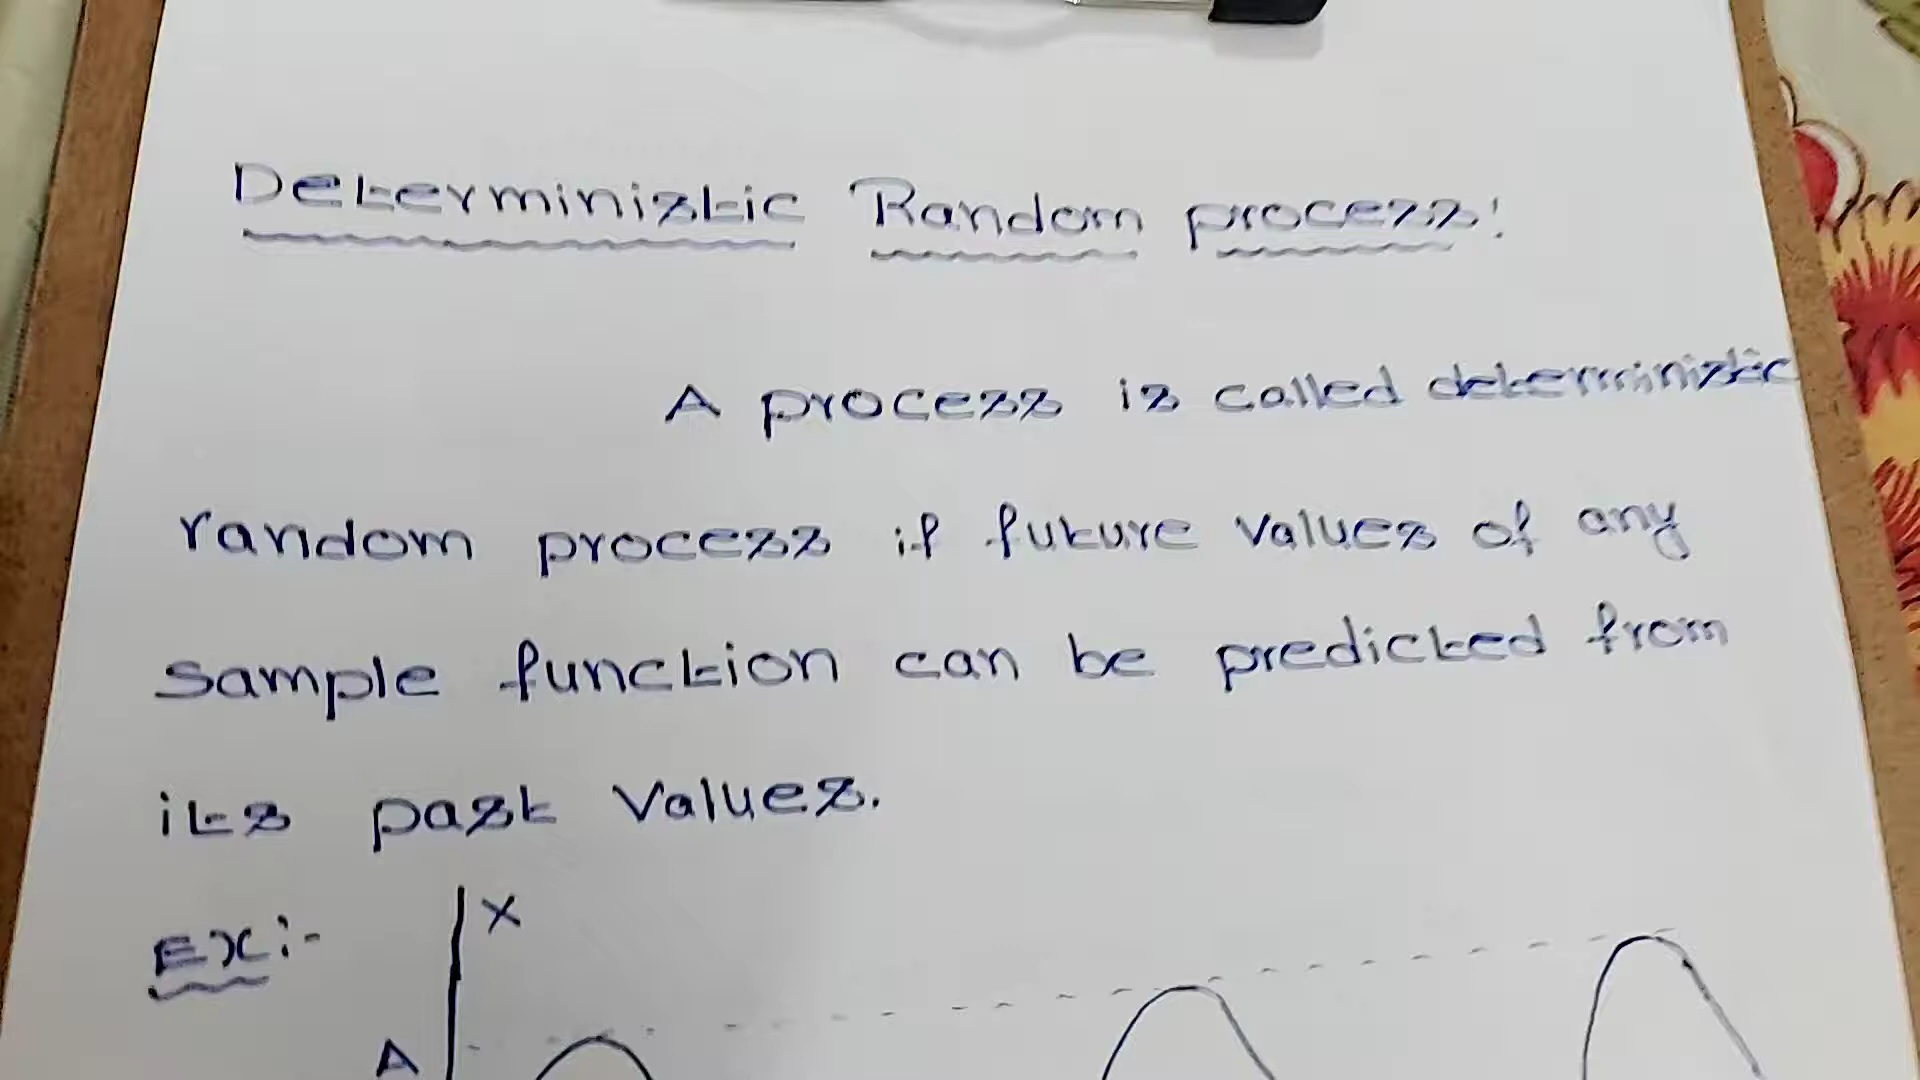 Deterministic Random process:
A process is called deterministic
random process if future values of any
sample function can be predicted from
its past values.
Ex:-
X
A